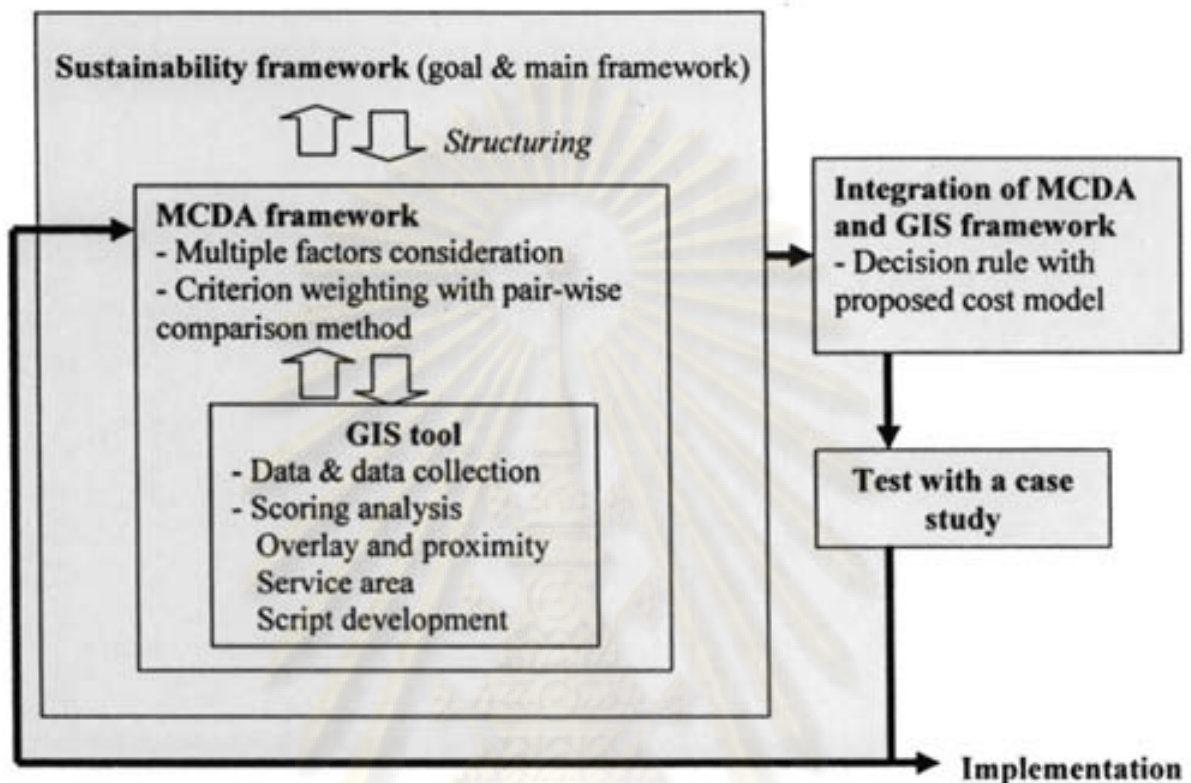 Sustainability framework (goal & main framework)
Structuring
MCDA framework
- Multiple factors consideration
- Criterion weighting with pair-wise
comparison method
GIS tool
- Data & data collection
- Scoring analysis
Overlay and proximity
Service area
Script development
Integration of MCDA
and GIS framework
- Decision rule with
proposed cost model
Test with a case
study
Implementation